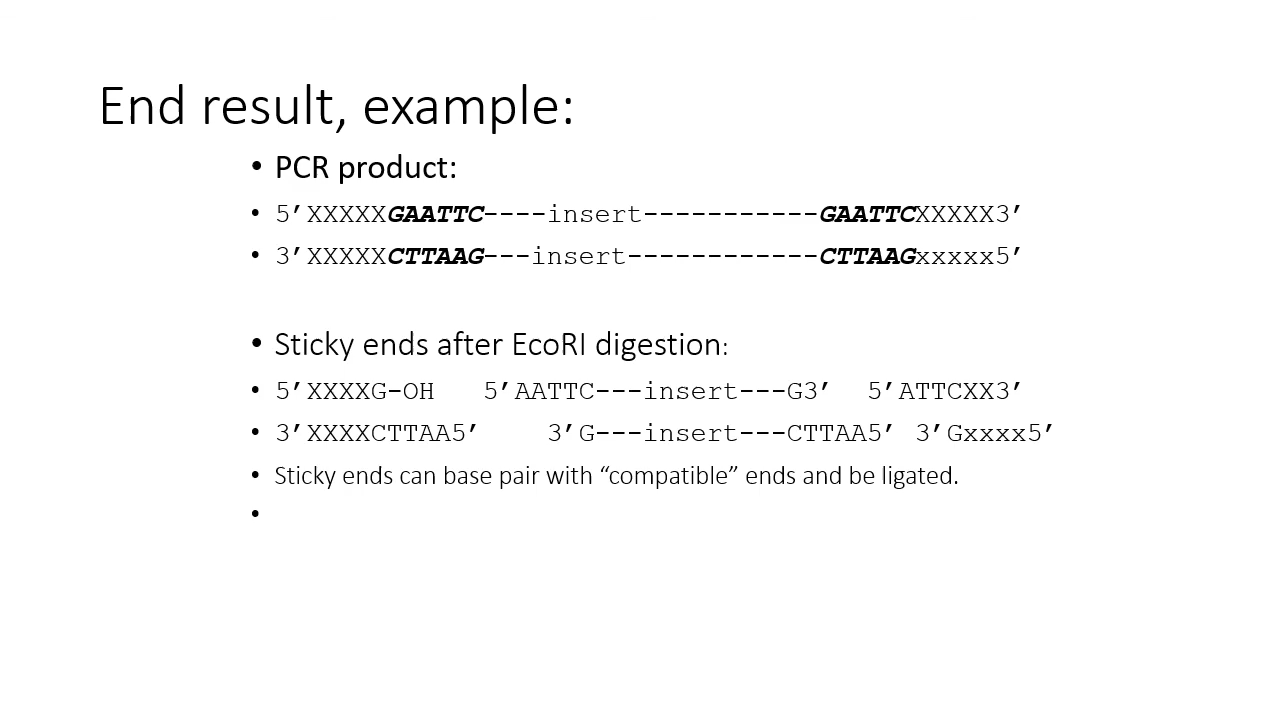 End result, example:
• PCR product:
• 5’XXXXXGAATTC----insert-----------GAATTCXXXXX3’
• 3’XXXXXCTTAAG---insert------------CTTAAGxxxxx5’
• Sticky ends after EcoRI digestion:
• 5’XXXXG-OH   5’AATTC---insert---G3’  5’ATTCXX3’
• 3’XXXXCTTAA5’    3’G---insert---CTTAA5’ 3’Gxxxx5’
• Sticky ends can base pair with “compatible” ends and be ligated.
•